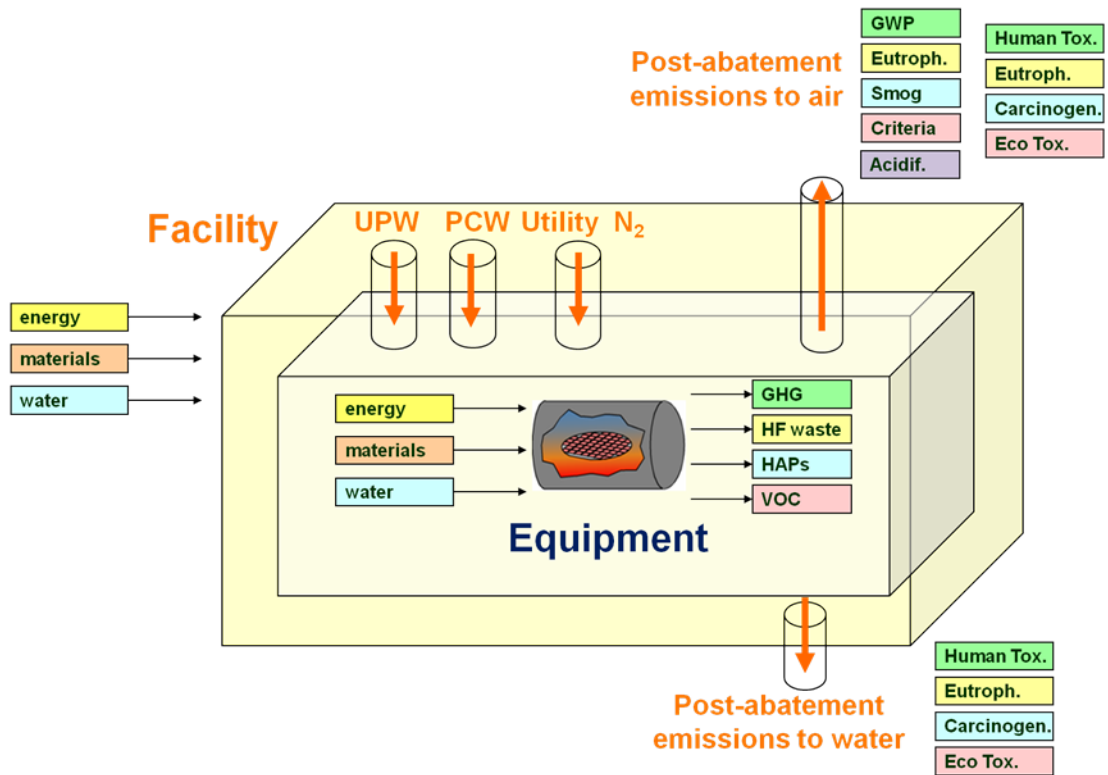 GWP
Eutroph.
Smog
Criteria
Acidif.
Human Tox.
Eutroph.
Carcinogen.
Eco Tox.
Post-abatement
emissions to air
Facility
UPW PCW Utility N₂
energy
materials
water
energy
materials
water
GHG
HF waste
HAPs
VOC
Equipment
Post-abatement
emissions to water
Human Tox.
Eutroph.
Carcinogen.
Eco Tox.